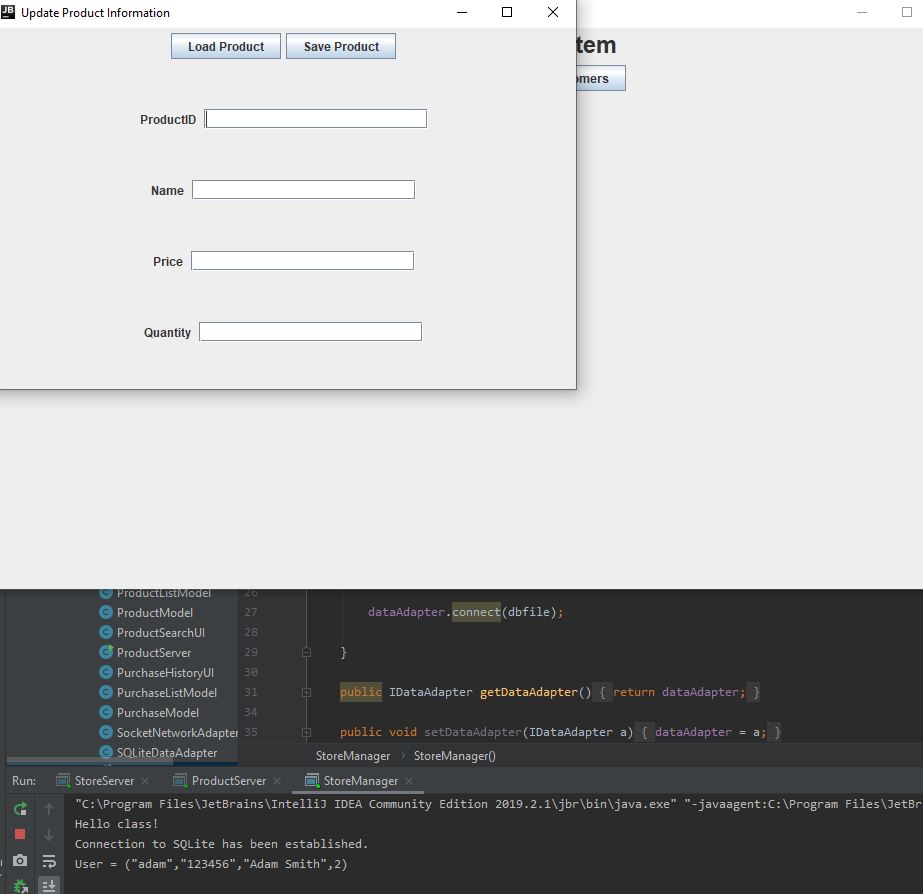 JB Update Product Information
Load Product Save Product
tem
omers
ProductID
Name
Price
Quantity
ProductListModel 26
ProductModel 27 dataAdapter.connect(dbfile);
ProductSearchUI 28
ProductServer 29 }
PurchaseHistoryUI 30
PurchaseListModel 31 public IDataAdapter getDataAdapter() { return dataAdapter; }
PurchaseModel 34
SocketNetworkAdapter 35 public void setDataAdapter(IDataAdapter a) { dataAdapter = a; }
SQLiteDataAdapter
StoreManager › StoreManager()
Run: StoreServer × ProductServer × StoreManager ×
"C:\Program Files\JetBrains\IntelliJ IDEA Community Edition 2019.2.1\jbr\bin\java.exe" "-javaagent:C:\Program Files\JetBr
Hello class!
Connection to SQLite has been established.
User = ("adam","123456","Adam Smith",2)